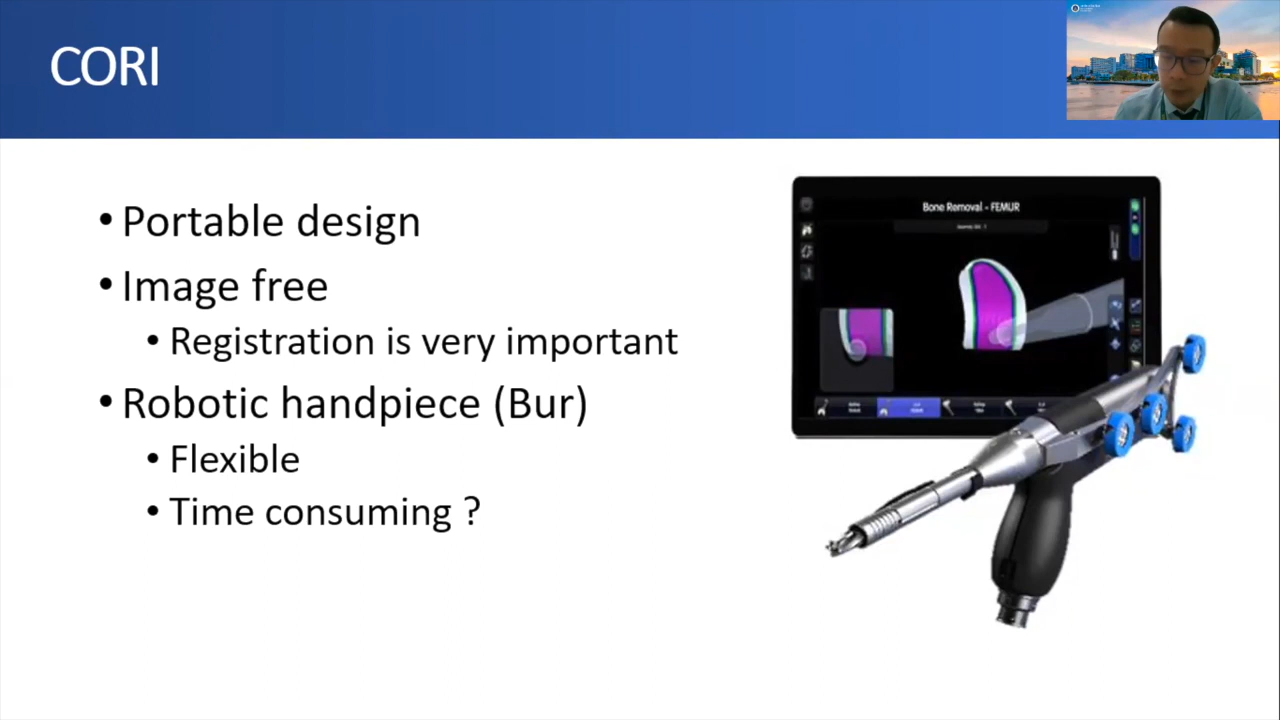 CORI
• Portable design
• Image free
• Registration is very important
• Robotic handpiece (Bur)
• Flexible
• Time consuming ?
Bone Removal - FEMUR